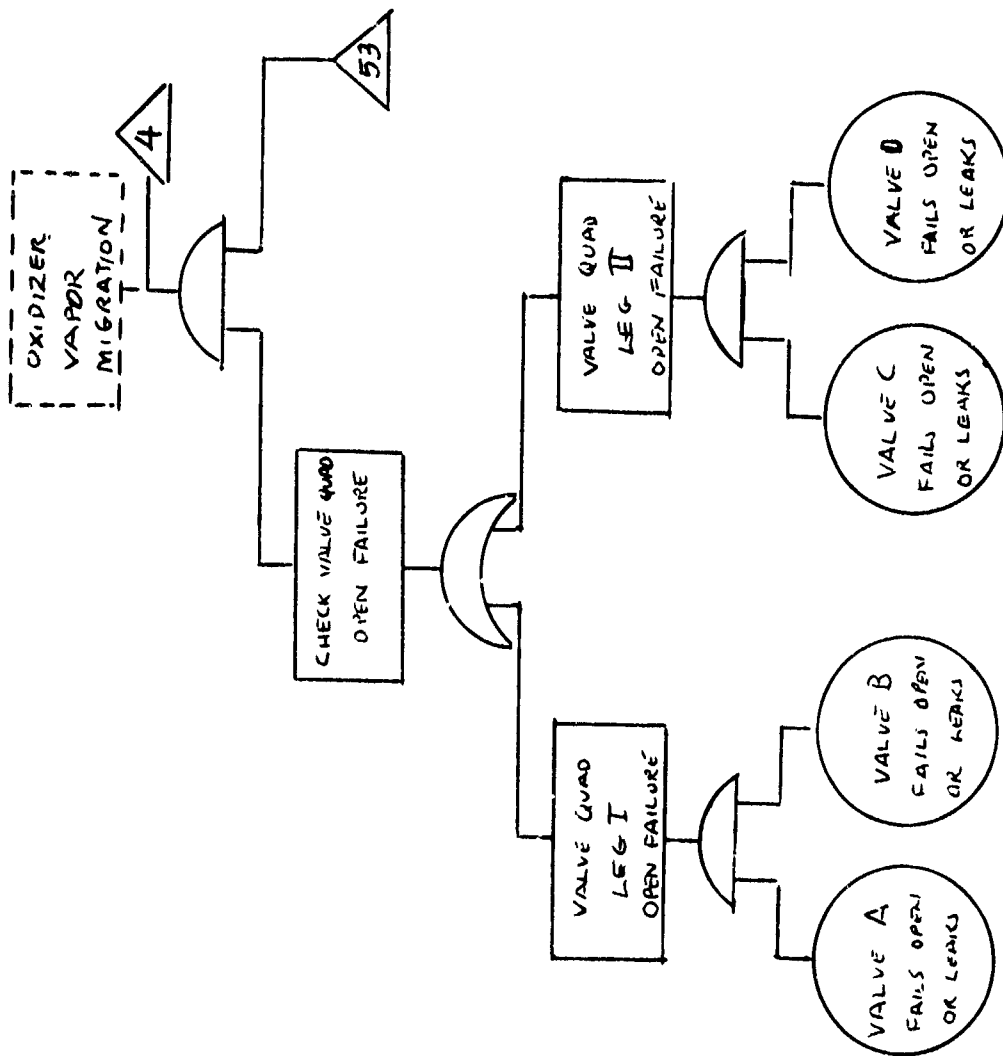 OXIDIZER
VAPOR
MIGRATION
4
53
CHECK VALVE QUAD
OPEN FAILURE
VALVE QUAD
LEG I
OPEN FAILURE
VALVE QUAD
LEG II
OPEN FAILURE
VALVE A
FAILS OPEN
OR LEAKS
VALVE B
FAILS OPEN
OR LEAKS
VALVE C
FAILS OPEN
OR LEAKS
VALVE D
FAILS OPEN
OR LEAKS